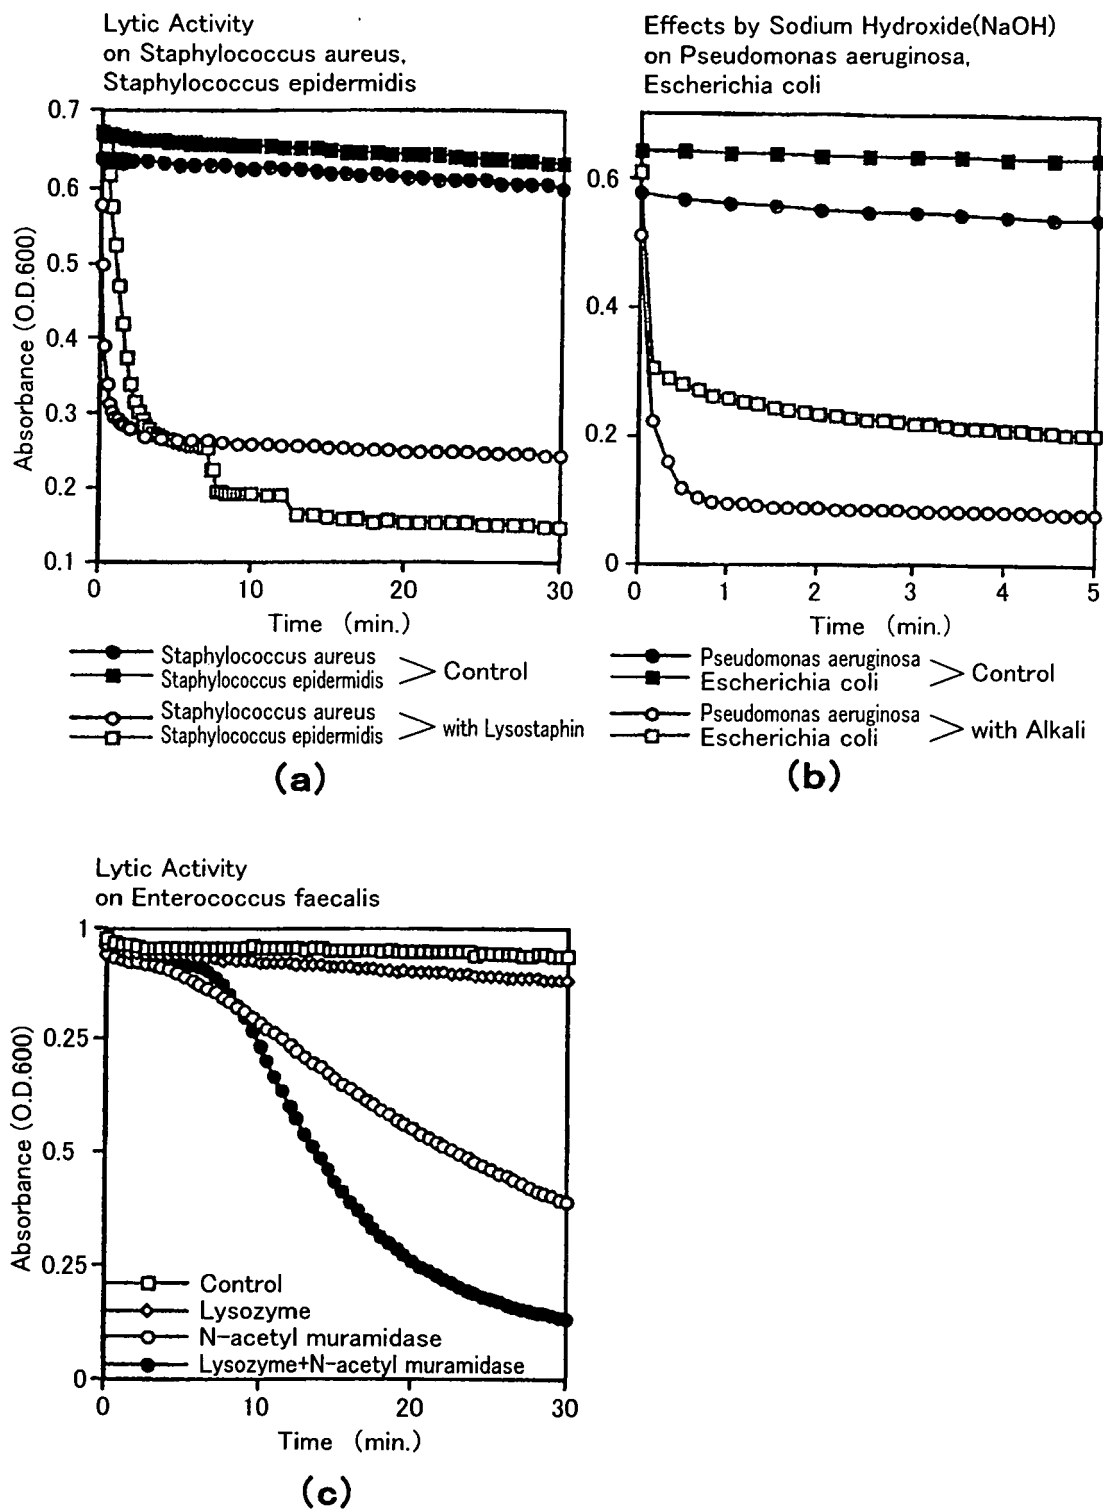 Lytic Activity
on Staphylococcus aureus,
Staphylococcus epidermidis
0.7
0.6
0.5
0.4
0.3
0.2
0.1
Absorbance (O.D.600)
0 10 20 30
Time (min.)
Staphylococcus aureus
Staphylococcus epidermidis
Control
Staphylococcus aureus
Staphylococcus epidermidis
with Lysostaphin
(a)
Effects by Sodium Hydroxide(NaOH)
on Pseudomonas aeruginosa,
Escherichia coli
0.6
0.4
0.2
0
Absorbance (O.D.600)
0 1 2 3 4 5
Time (min.)
Pseudomonas aeruginosa
Escherichia coli
Control
Pseudomonas aeruginosa
Escherichia coli
with Alkali
(b)
Lytic Activity
on Enterococcus faecalis
1
0.25
0.5
0.25
0
Absorbance (O.D.600)
Control
Lysozyme
N-acetyl muramidase
Lysozyme+N-acetyl muramidase
0 10 20 30
Time (min.)
(c)